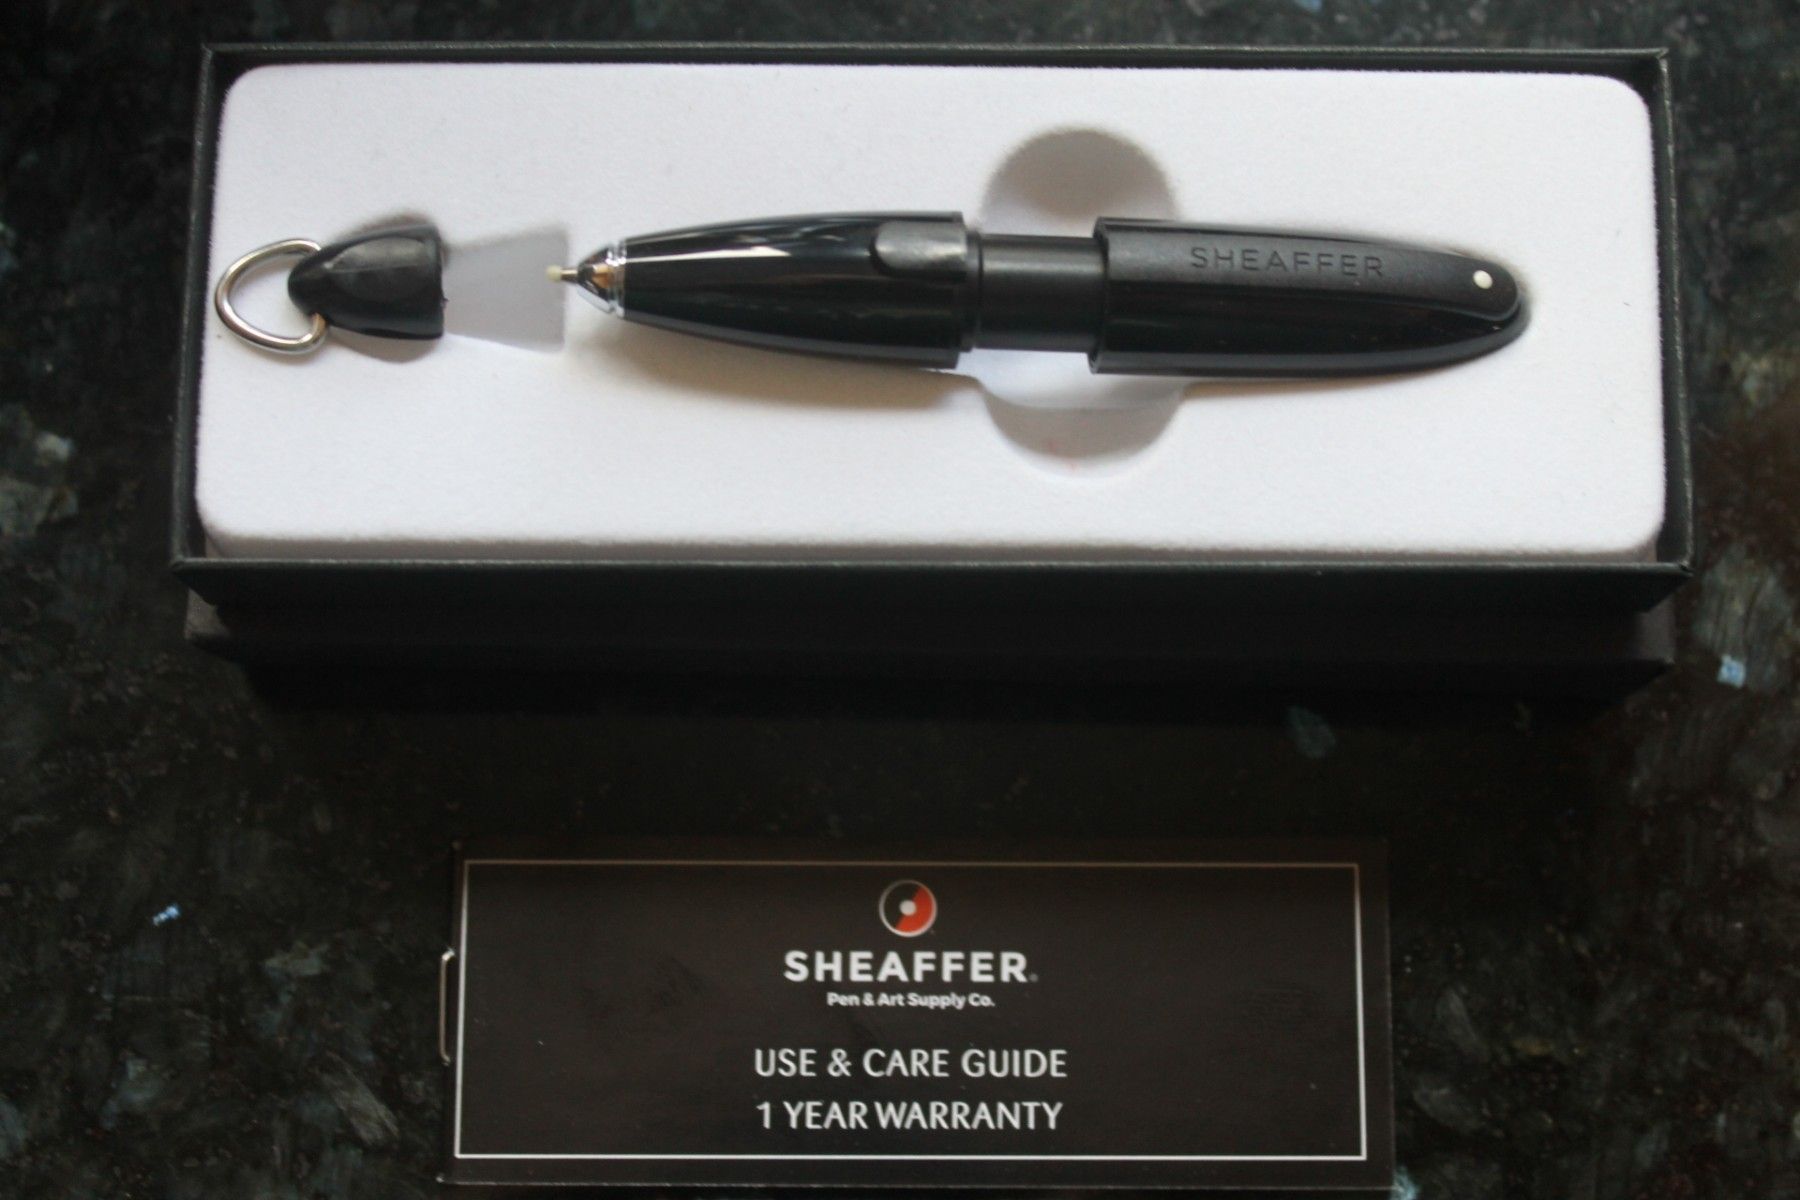 SHEAFFER
SHEAFFER®
Pen & Art Supply Co.
USE & CARE GUIDE
1 YEAR WARRANTY